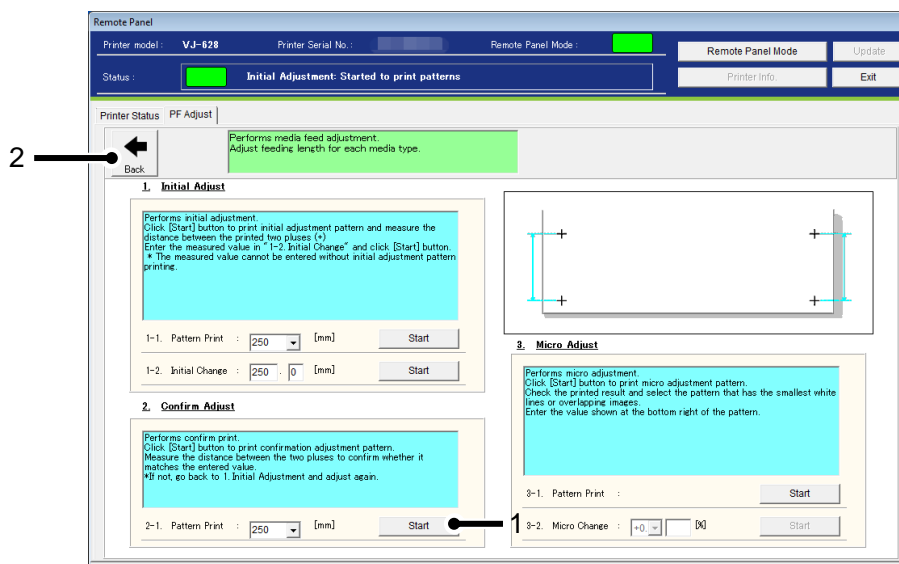 Remote Panel
Printer model : VJ-628 Printer Serial No. : Remote Panel Mode :
Remote Panel Mode Update
Status : Initial Adjustment: Started to print patterns
Printer Info. Exit
Printer Status PF Adjust
2
Back
Performs media feed adjustment.
Adjust feeding length for each media type.
1. Initial Adjust
Performs initial adjustment.
Click [Start] button to print initial adjustment pattern and measure the
distance between the printed two pluses (+)
Enter the measured value in "1-2. Initial Change" and click [Start] button.
* The measured value cannot be entered without initial adjustment pattern
printing.
1-1. Pattern Print : 250 [mm] Start
1-2. Initial Change : 250 . 0 [mm] Start
2. Confirm Adjust
Performs confirm print.
Click [Start] button to print confirmation adjustment pattern.
Measure the distance between the two pluses to confirm whether it
matches the entered value.
*If not, go back to 1. Initial Adjustment and adjust again.
2-1. Pattern Print : 250 [mm] Start
1
3. Micro Adjust
Performs micro adjustment.
Click [Start] button to print micro adjustment pattern.
Check the printed result and select the pattern that has the smallest white
lines or overlapping images.
Enter the value shown at the bottom right of the pattern.
3-1. Pattern Print : Start
3-2. Micro Change : +0. [%] Start